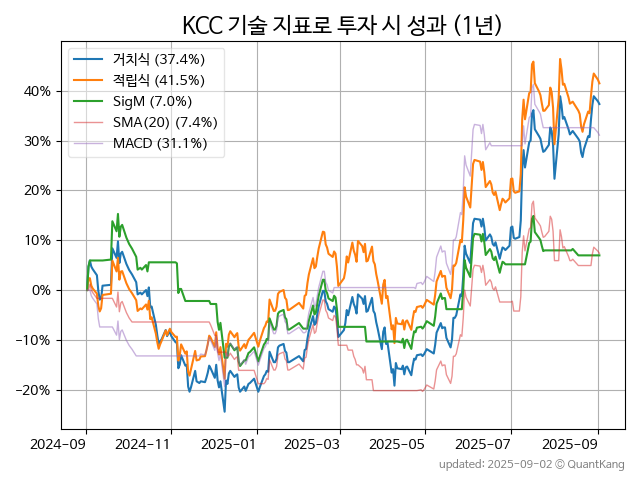 KCC 기술 지표로 투자 시 성과 (1년)
거치식 (37.4%)
적립식 (41.5%)
SigM (7.0%)
SMA(20) (7.4%)
MACD (31.1%)
40%
30%
20%
10%
0%
−10%
−20%
2024-09 2024-11 2025-01 2025-03 2025-05 2025-07 2025-09
updated: 2025-09-02 © QuantKang